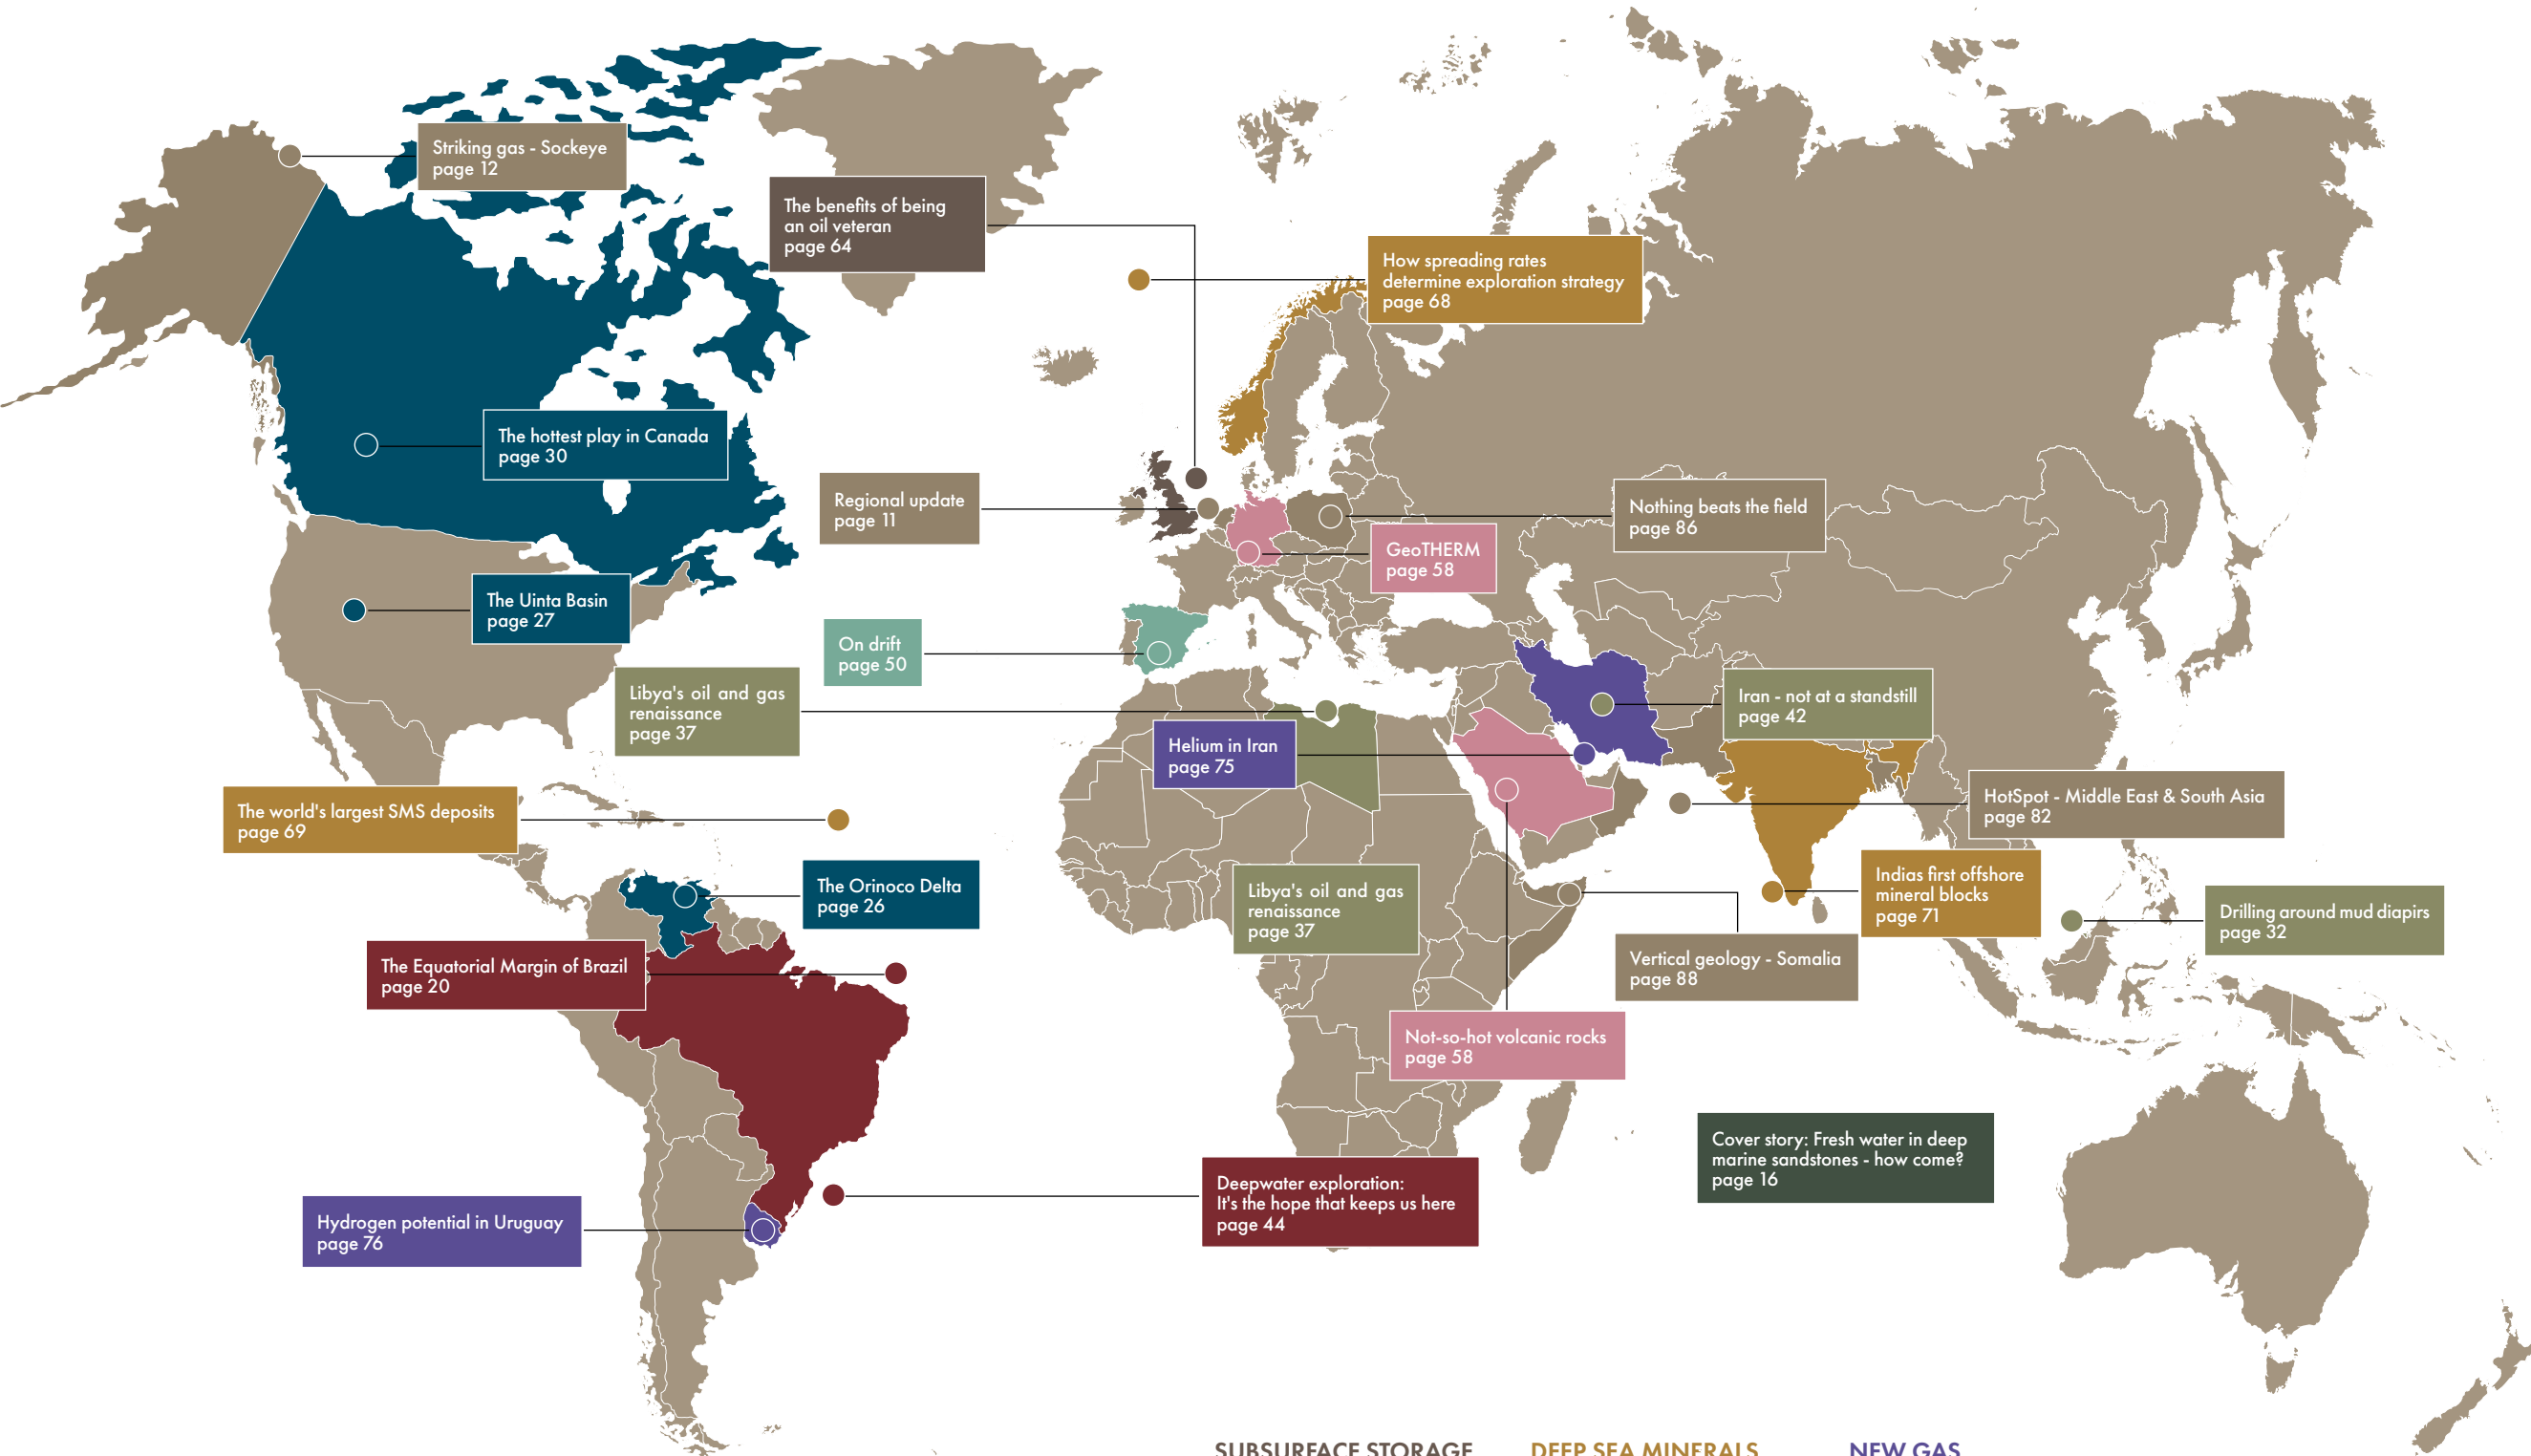 Striking gas - Sockeye
page 12
The benefits of being
an oil veteran
page 64
How spreading rates
determine exploration strategy
page 68
The hottest play in Canada
page 30
Regional update
page 11
Nothing beats the field
page 86
GeoTHERM
page 58
The Uinta Basin
page 27
On drift
page 50
Libya's oil and gas
renaissance
page 37
Iran - not at a standstill
page 42
Helium in Iran
page 75
The world's largest SMS deposits
page 69
HotSpot - Middle East & South Asia
page 82
The Orinoco Delta
page 26
Libya's oil and gas
renaissance
page 37
Indias first offshore
mineral blocks
page 71
Drilling around mud diapirs
page 32
The Equatorial Margin of Brazil
page 20
Vertical geology - Somalia
page 88
Not-so-hot volcanic rocks
page 58
Cover story: Fresh water in deep
marine sandstones - how come?
page 16
Deepwater exploration:
It's the hope that keeps us here
page 44
Hydrogen potential in Uruguay
page 76
SUBSURFACE STORAGE
DEEP SEA MINERALS
NEW GAS